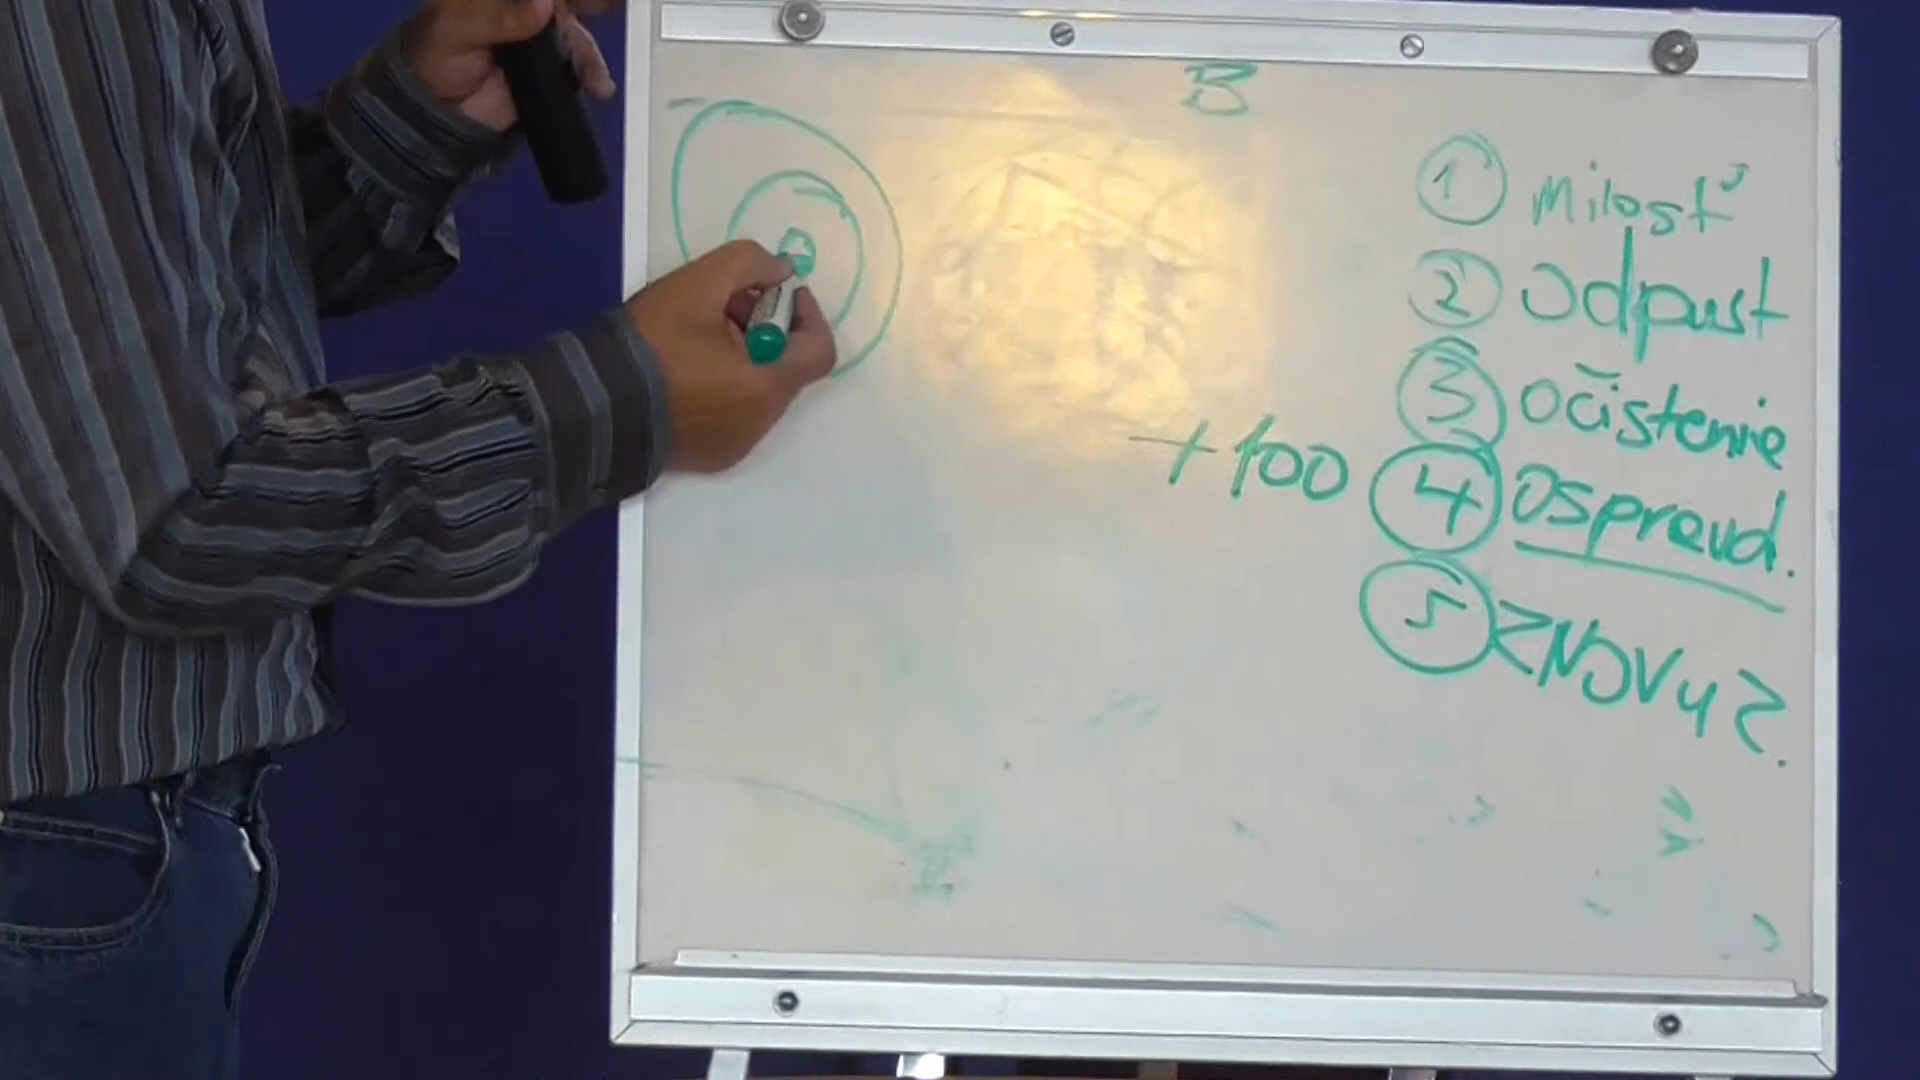 B
1 Milosť
2 Odpust
3 očistenie
+100 4 ospravd.
5 ZNOVUZ.